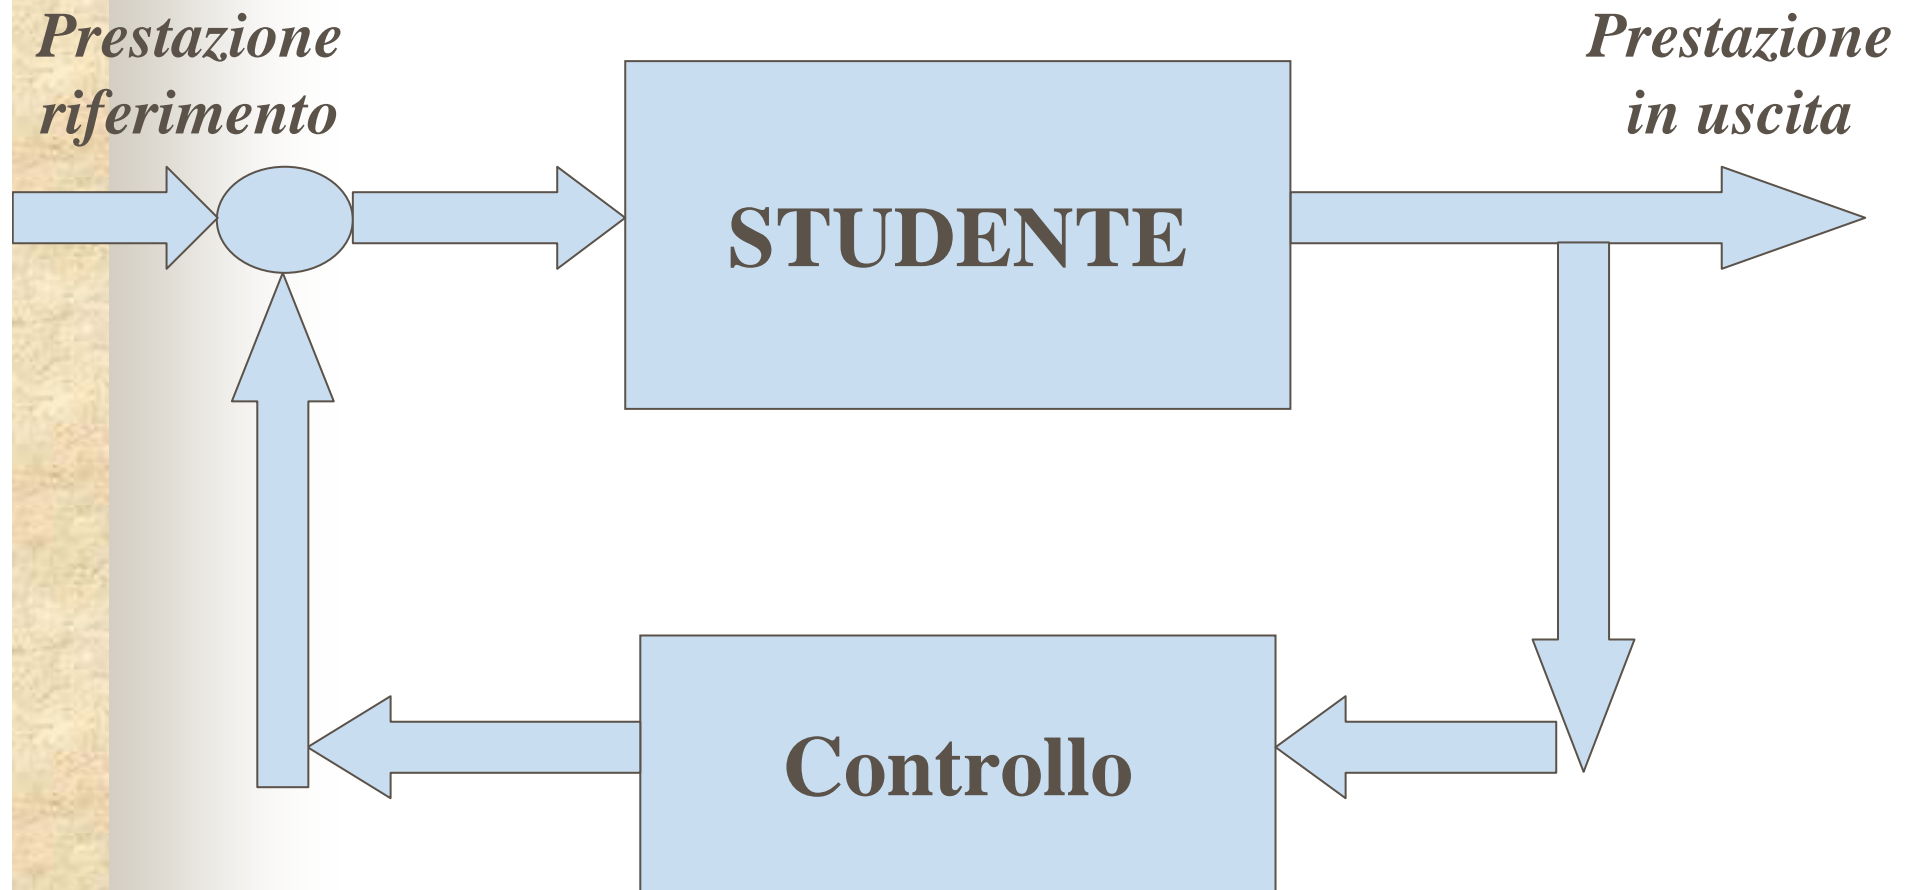 Prestazione
riferimento
Prestazione
in uscita
STUDENTE
Controllo